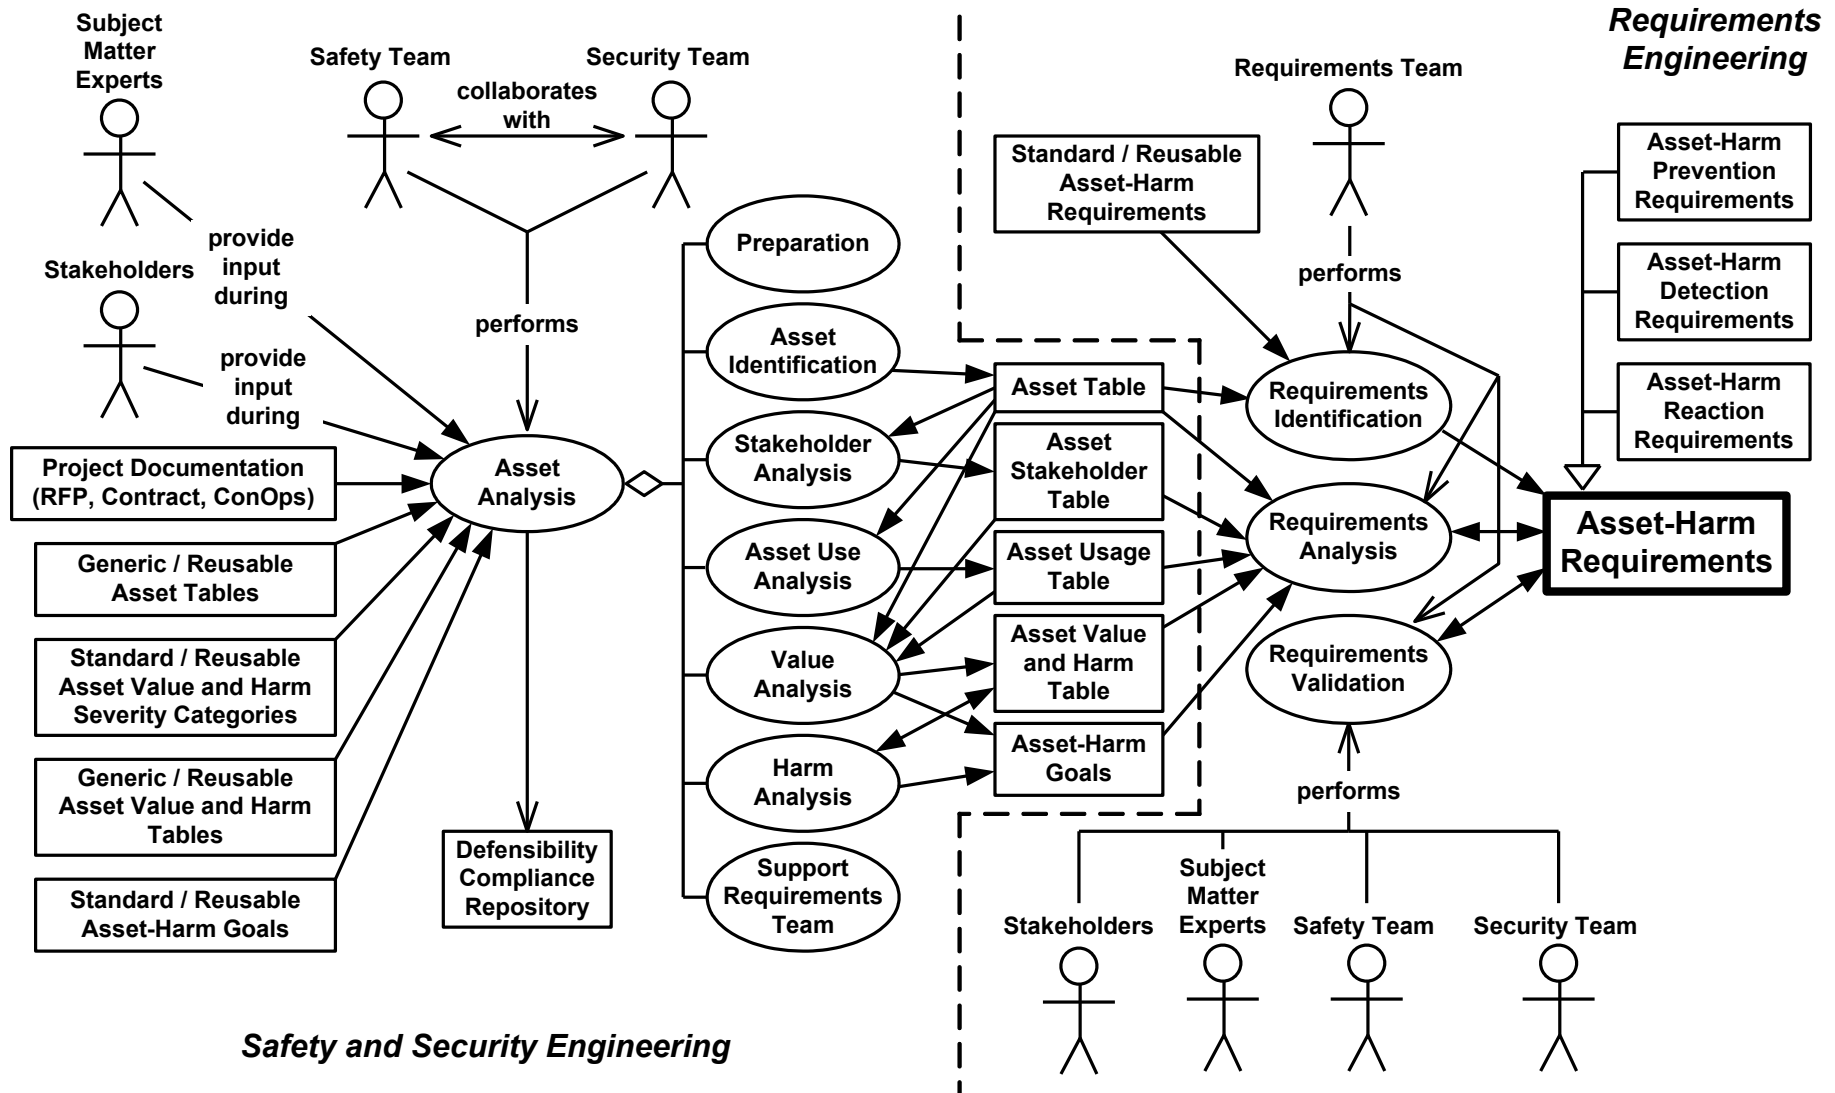 Subject
Matter
Experts
Safety Team
Security Team
collaborates
with
Requirements Team
Requirements
Engineering
Standard / Reusable
Asset-Harm
Requirements
Asset-Harm
Prevention
Requirements
provide
input
during
Stakeholders
Preparation
performs
Asset-Harm
Detection
Requirements
performs
provide
input
during
Asset
Identification
Asset Table
Requirements
Identification
Asset-Harm
Reaction
Requirements
Project Documentation
(RFP, Contract, ConOps)
Asset
Analysis
Stakeholder
Analysis
Asset
Stakeholder
Table
Generic / Reusable
Asset Tables
Asset Use
Analysis
Asset Usage
Table
Requirements
Analysis
Asset-Harm
Requirements
Standard / Reusable
Asset Value and Harm
Severity Categories
Value
Analysis
Asset Value
and Harm
Table
Requirements
Validation
Generic / Reusable
Asset Value and Harm
Tables
Harm
Analysis
Asset-Harm
Goals
performs
Standard / Reusable
Asset-Harm Goals
Defensibility
Compliance
Repository
Support
Requirements
Team
Stakeholders
Subject
Matter
Experts
Safety Team
Security Team
Safety and Security Engineering